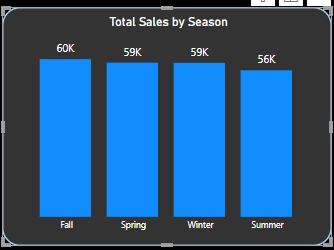 Total Sales by Season
60K
59K
59K
56K
Fall
Spring
Winter
Summer